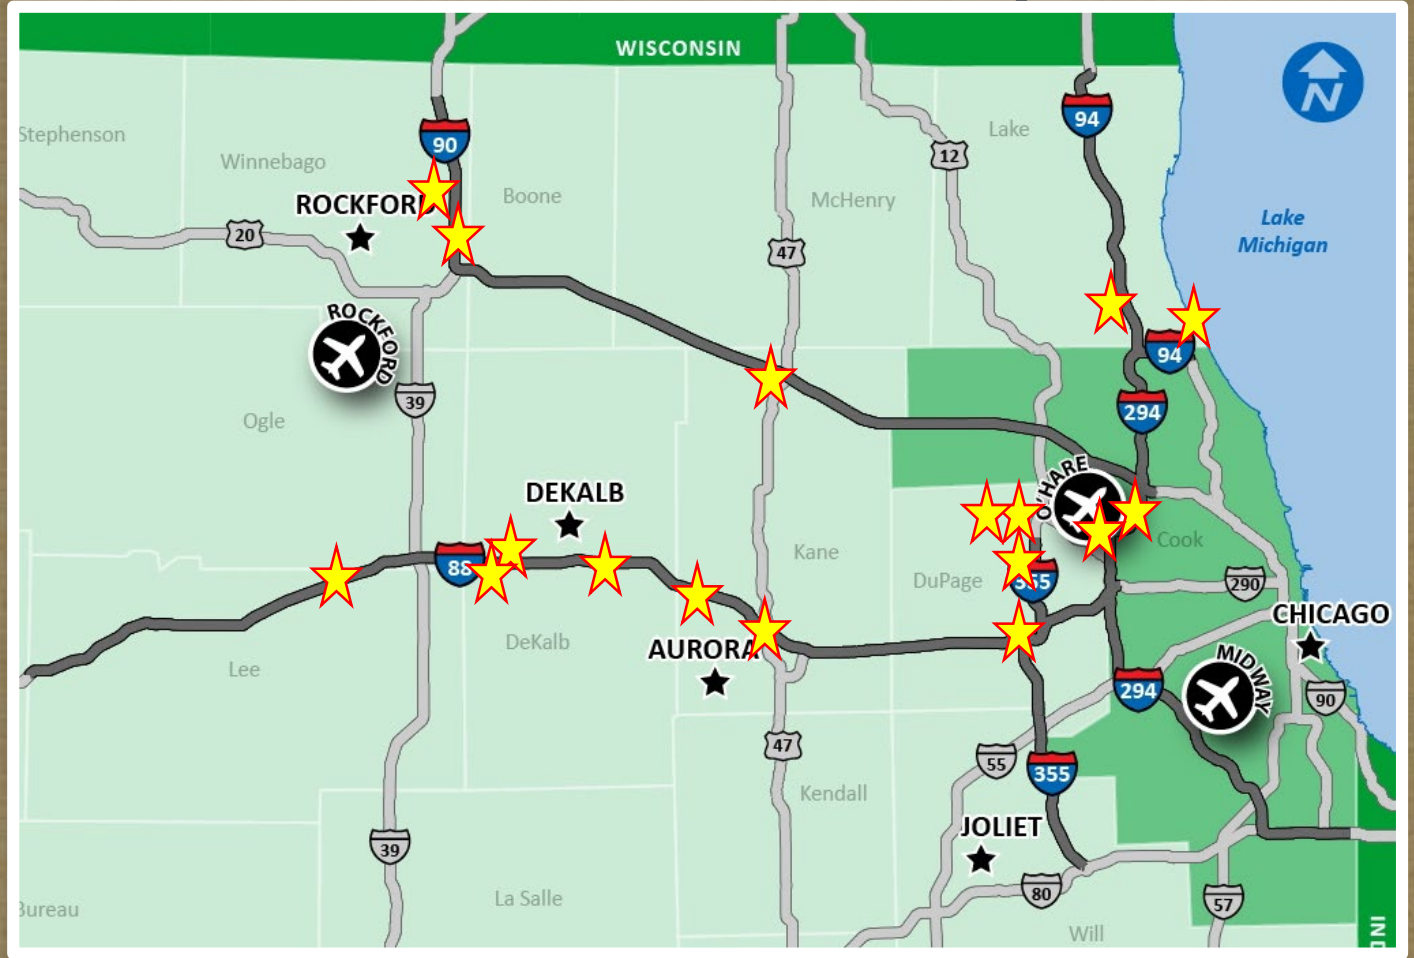 WISCONSIN
N
94
Stephenson
90
12
Lake
Winnebago
Boone
McHenry
ROCKFORD
Lake
Michigan
20
47
ROCKFORD
94
39
294
Ogle
O'HARE
DEKALB
Cook
Kane
88
DuPage
355
290
CHICAGO
DeKalb
AURORA
Lee
MIDWAY
294
90
47
55
355
Kendall
JOLIET
39
80
La Salle
57
Bureau
Will